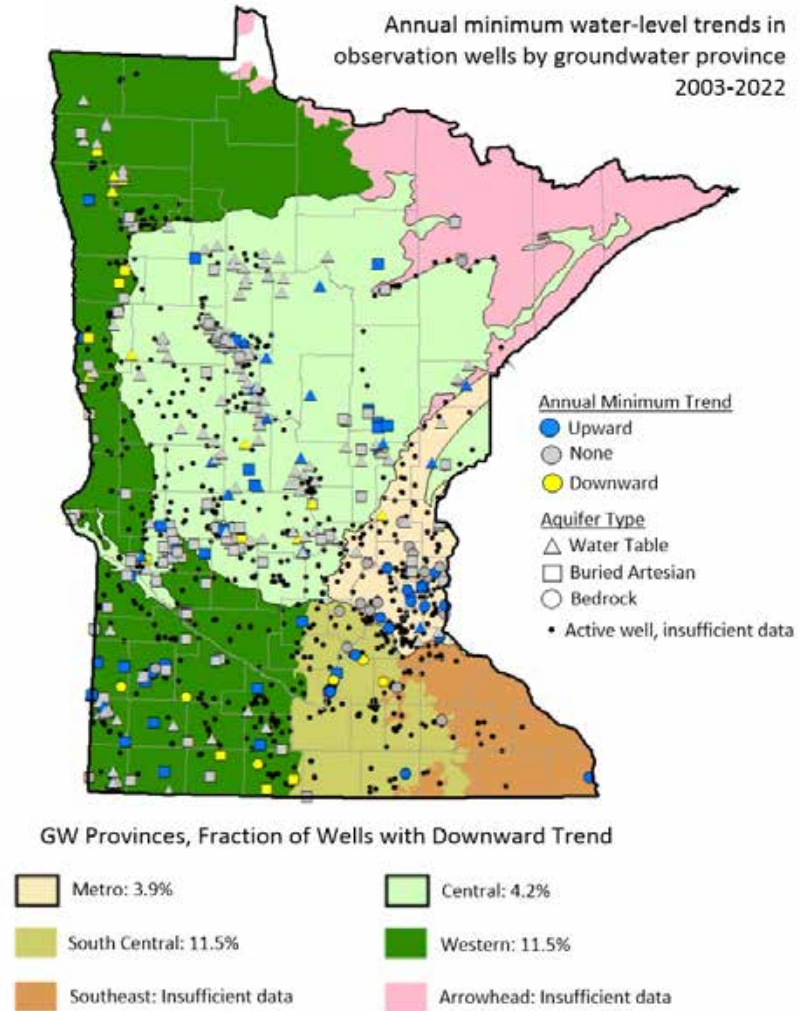 Annual minimum water-level trends in
observation wells by groundwater province
2003-2022
Annual Minimum Trend
Upward
None
Downward
Aquifer Type
Water Table
Buried Artesian
Bedrock
Active well, insufficient data
GW Provinces, Fraction of Wells with Downward Trend
Metro: 3.9%
Central: 4.2%
South Central: 11.5%
Western: 11.5%
Southeast: Insufficient data
Arrowhead: Insufficient data